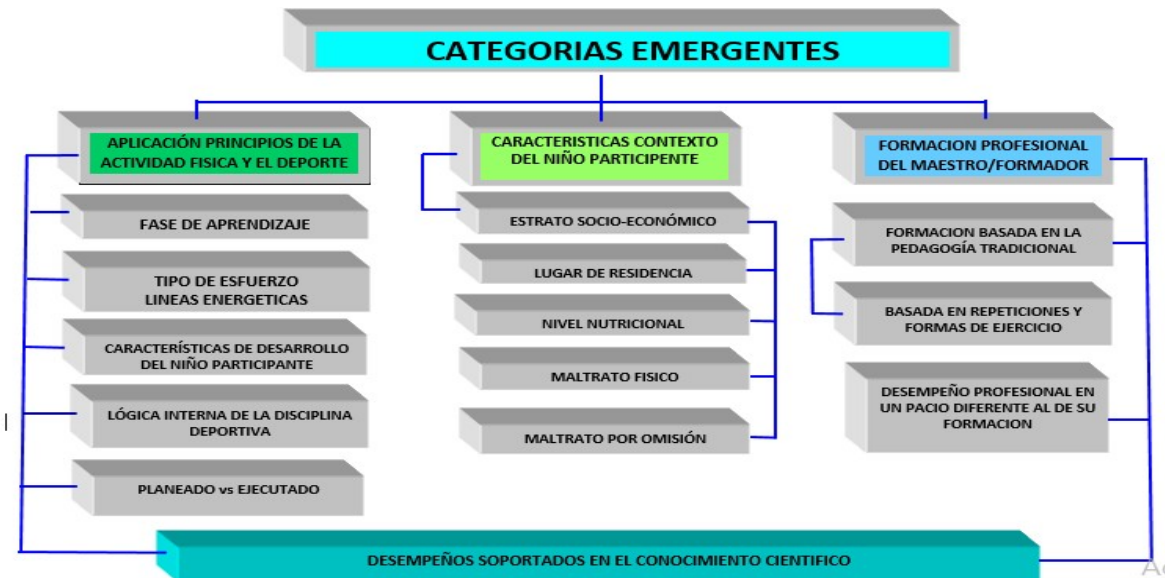 CATEGORIAS EMERGENTES
APLICACIÓN PRINCIPIOS DE LA
ACTIVIDAD FISICA Y EL DEPORTE
FASE DE APRENDIZAJE
TIPO DE ESFUERZO
LINEAS ENERGETICAS
CARACTERÍSTICAS DE DESARROLLO
DEL NIÑO PARTICIPANTE
LÓGICA INTERNA DE LA DISCIPLINA
DEPORTIVA
PLANEADO vs EJECUTADO
CARACTERISTICAS CONTEXTO
DEL NIÑO PARTICIPENTE
ESTRATO SOCIO-ECONÓMICO
LUGAR DE RESIDENCIA
NIVEL NUTRICIONAL
MALTRATO FISICO
MALTRATO POR OMISIÓN
FORMACION PROFESIONAL
DEL MAESTRO/FORMADOR
FORMACION BASADA EN LA
PEDAGOGÍA TRADICIONAL
BASADA EN REPETICIONES Y
FORMAS DE EJERCICIO
DESEMPEÑO PROFESIONAL EN
UN PACIO DIFERENTE AL DE SU
FORMACION
DESEMPEÑOS SOPORTADOS EN EL CONOCIMIENTO CIENTIFICO